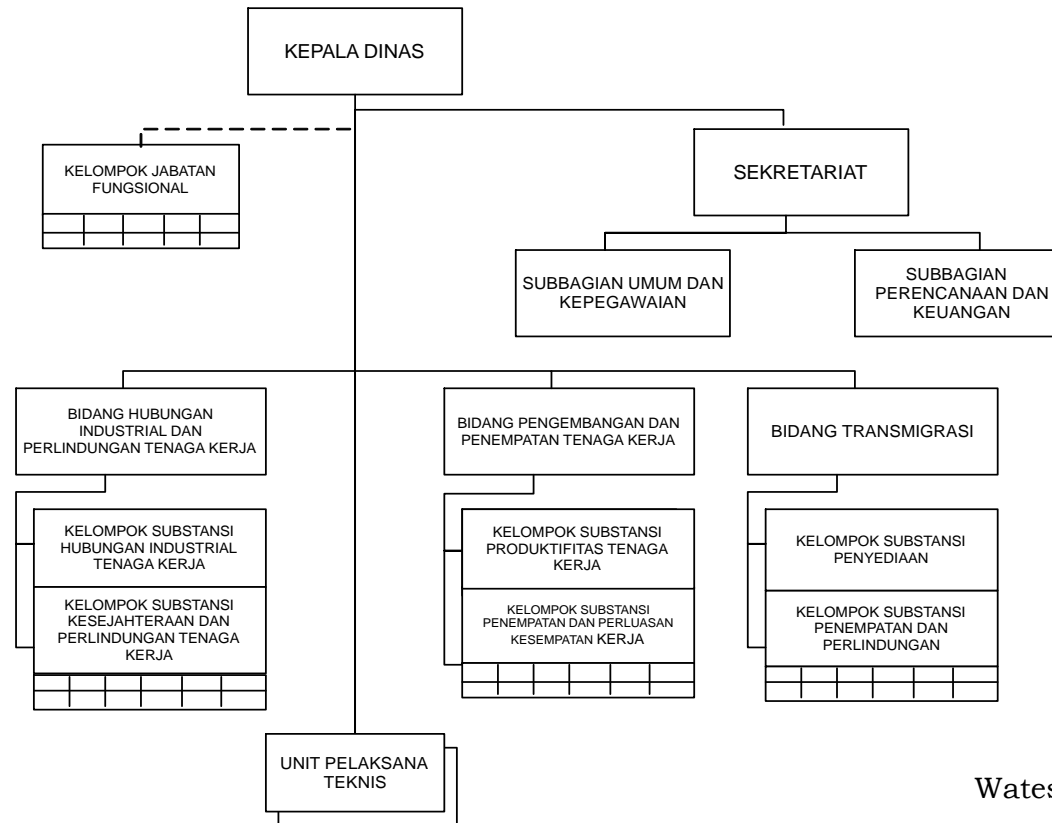 KEPALA DINAS
KELOMPOK JABATAN
FUNGSIONAL
SEKRETARIAT
SUBBAGIAN UMUM DAN
KEPEGAWAIAN
SUBBAGIAN
PERENCANAAN DAN
KEUANGAN
BIDANG HUBUNGAN
INDUSTRIAL DAN
PERLINDUNGAN TENAGA KERJA
BIDANG PENGEMBANGAN DAN
PENEMPATAN TENAGA KERJA
BIDANG TRANSMIGRASI
KELOMPOK SUBSTANSI
HUBUNGAN INDUSTRIAL
TENAGA KERJA
KELOMPOK SUBSTANSI
KESEJAHTERAAN DAN
PERLINDUNGAN TENAGA
KERJA
KELOMPOK SUBSTANSI
PRODUKTIFITAS TENAGA
KERJA
KELOMPOK SUBSTANSI
PENEMPATAN DAN PERLUASAN
KESEMPATAN KERJA
KELOMPOK SUBSTANSI
PENYEDIAAN
KELOMPOK SUBSTANSI
PENEMPATAN DAN
PERLINDUNGAN
UNIT PELAKSANA
TEKNIS
Wates